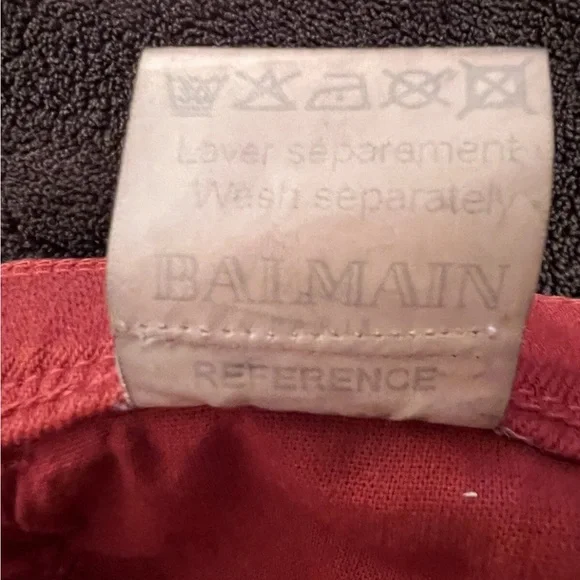 Laver séparément
Wash separately
BALMAIN
REFERENCE